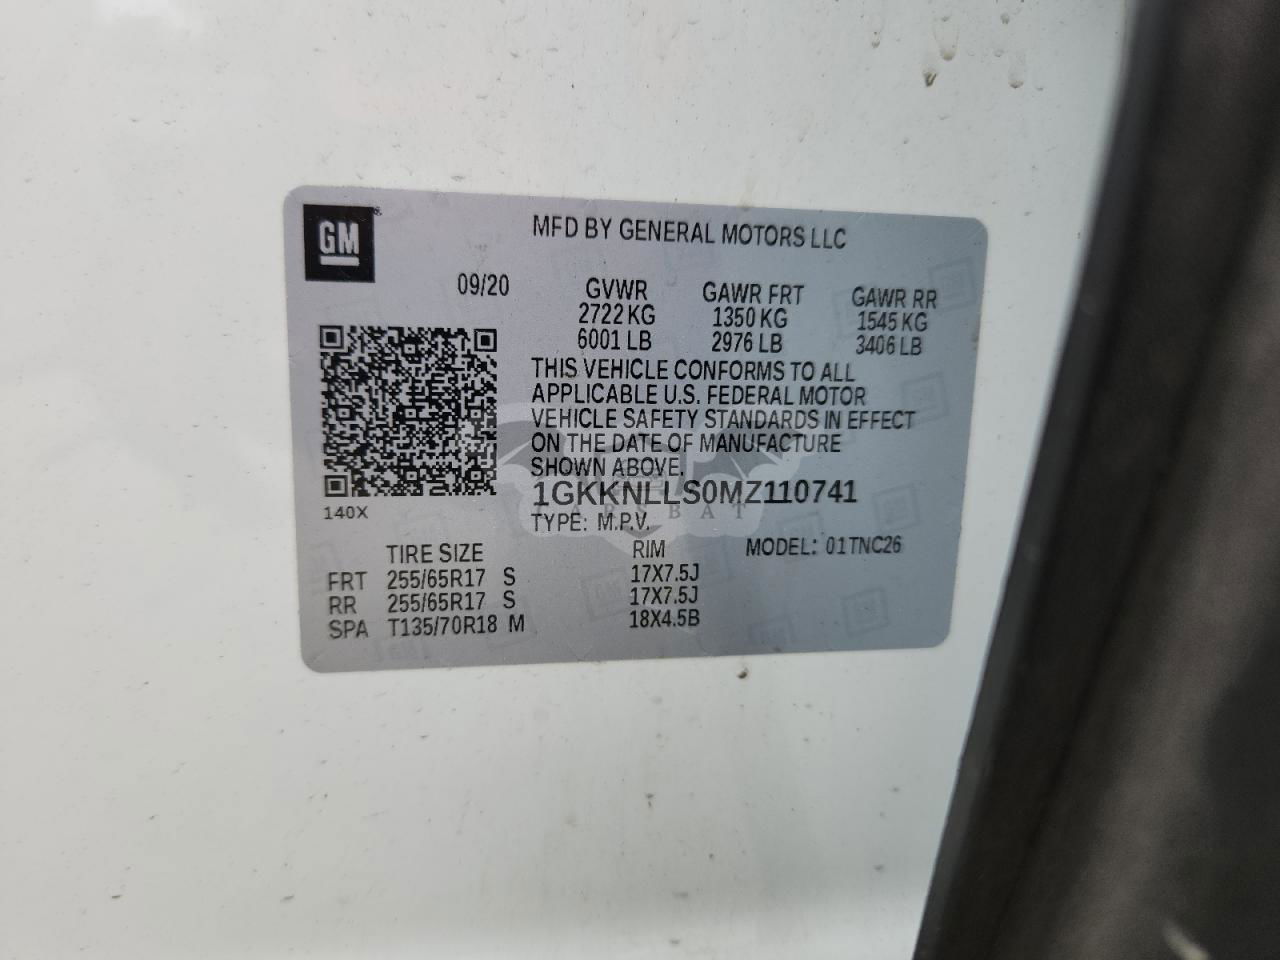 GM
MFD BY GENERAL MOTORS LLC
09/20
GVWR GAWR FRT GAWR RR
2722 KG 1350 KG 1545 KG
6001 LB 2976 LB 3406 LB
THIS VEHICLE CONFORMS TO ALL
APPLICABLE U.S. FEDERAL MOTOR
VEHICLE SAFETY STANDARDS IN EFFECT
ON THE DATE OF MANUFACTURE
SHOWN ABOVE.
1GKKNLLS0MZ110741
CARSBAT
140X
TYPE: M.P.V.
TIRE SIZE RIM MODEL: 01TNC26
FRT 255/65R17 S 17X7.5J
RR 255/65R17 S 17X7.5J
SPA T135/70R18 M 18X4.5B